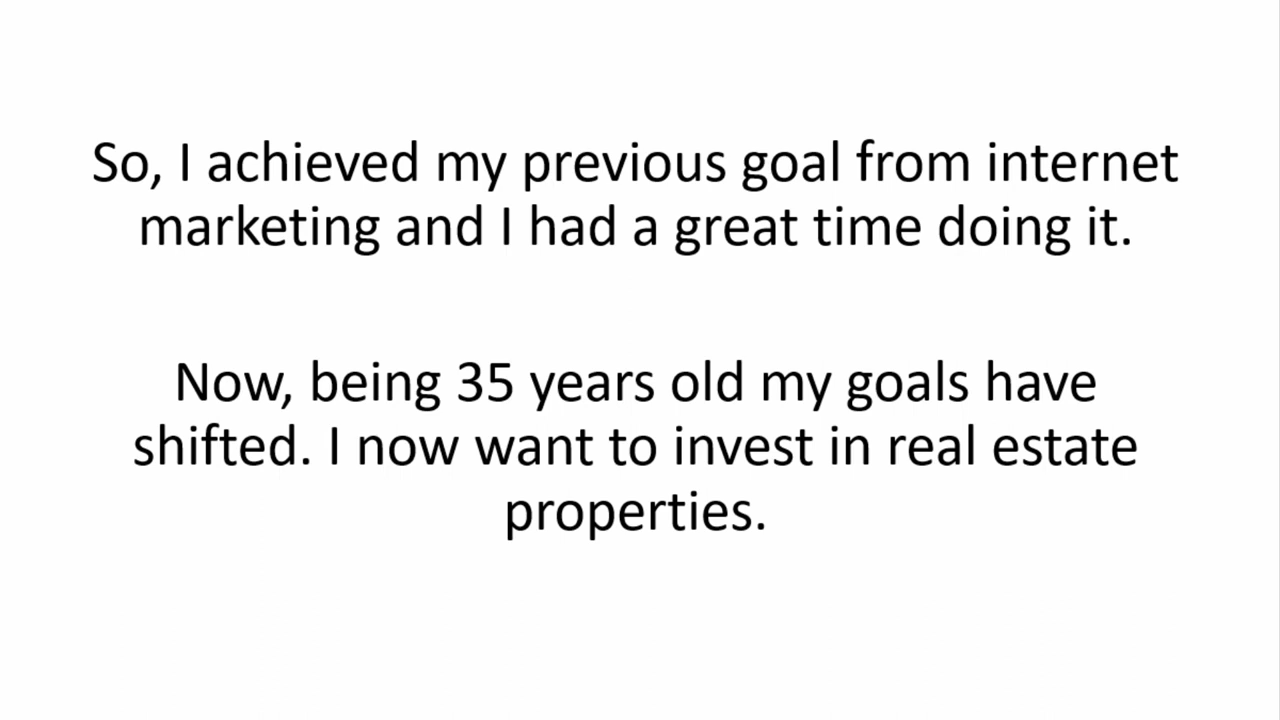 So, I achieved my previous goal from internet
marketing and I had a great time doing it.
Now, being 35 years old my goals have
shifted. I now want to invest in real estate
properties.